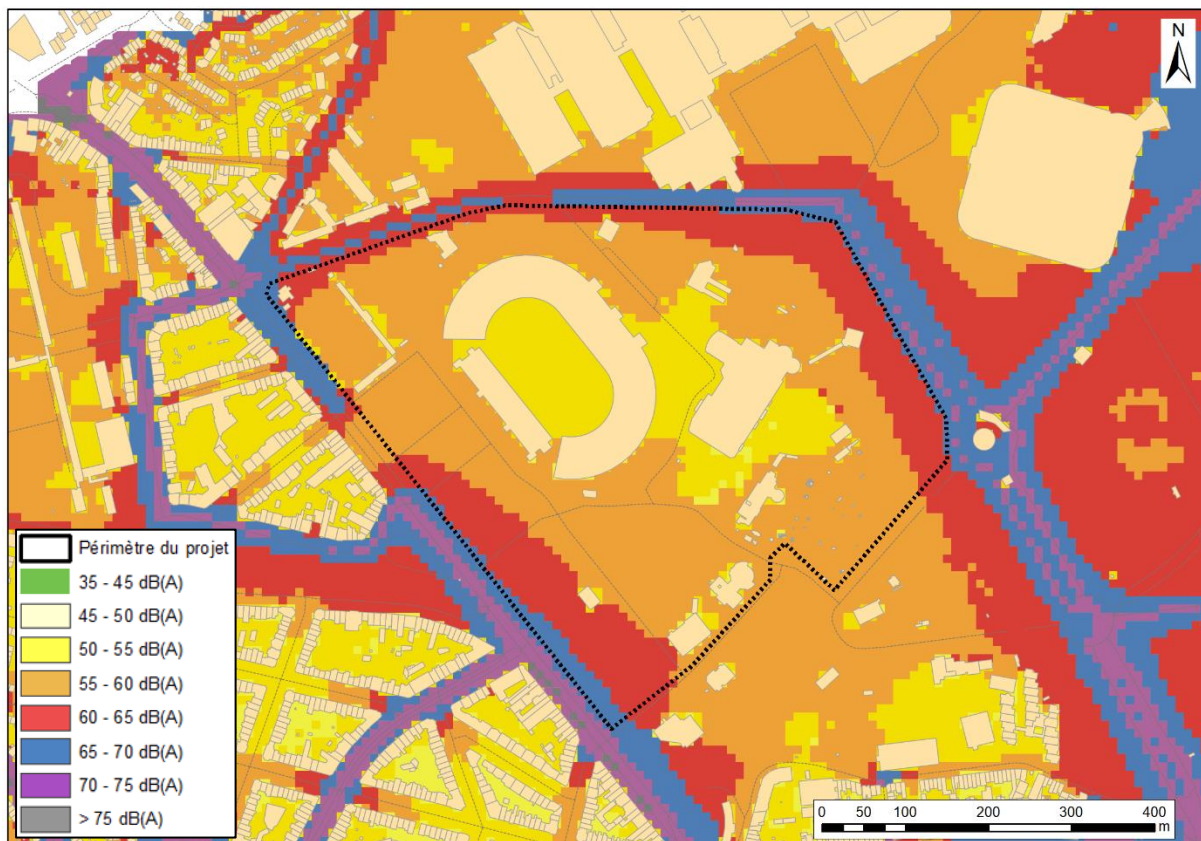 N
Périmètre du projet
35 - 45 dB(A)
45 - 50 dB(A)
50 - 55 dB(A)
55 - 60 dB(A)
60 - 65 dB(A)
65 - 70 dB(A)
70 - 75 dB(A)
> 75 dB(A)
0 50 100 200 300 400
m